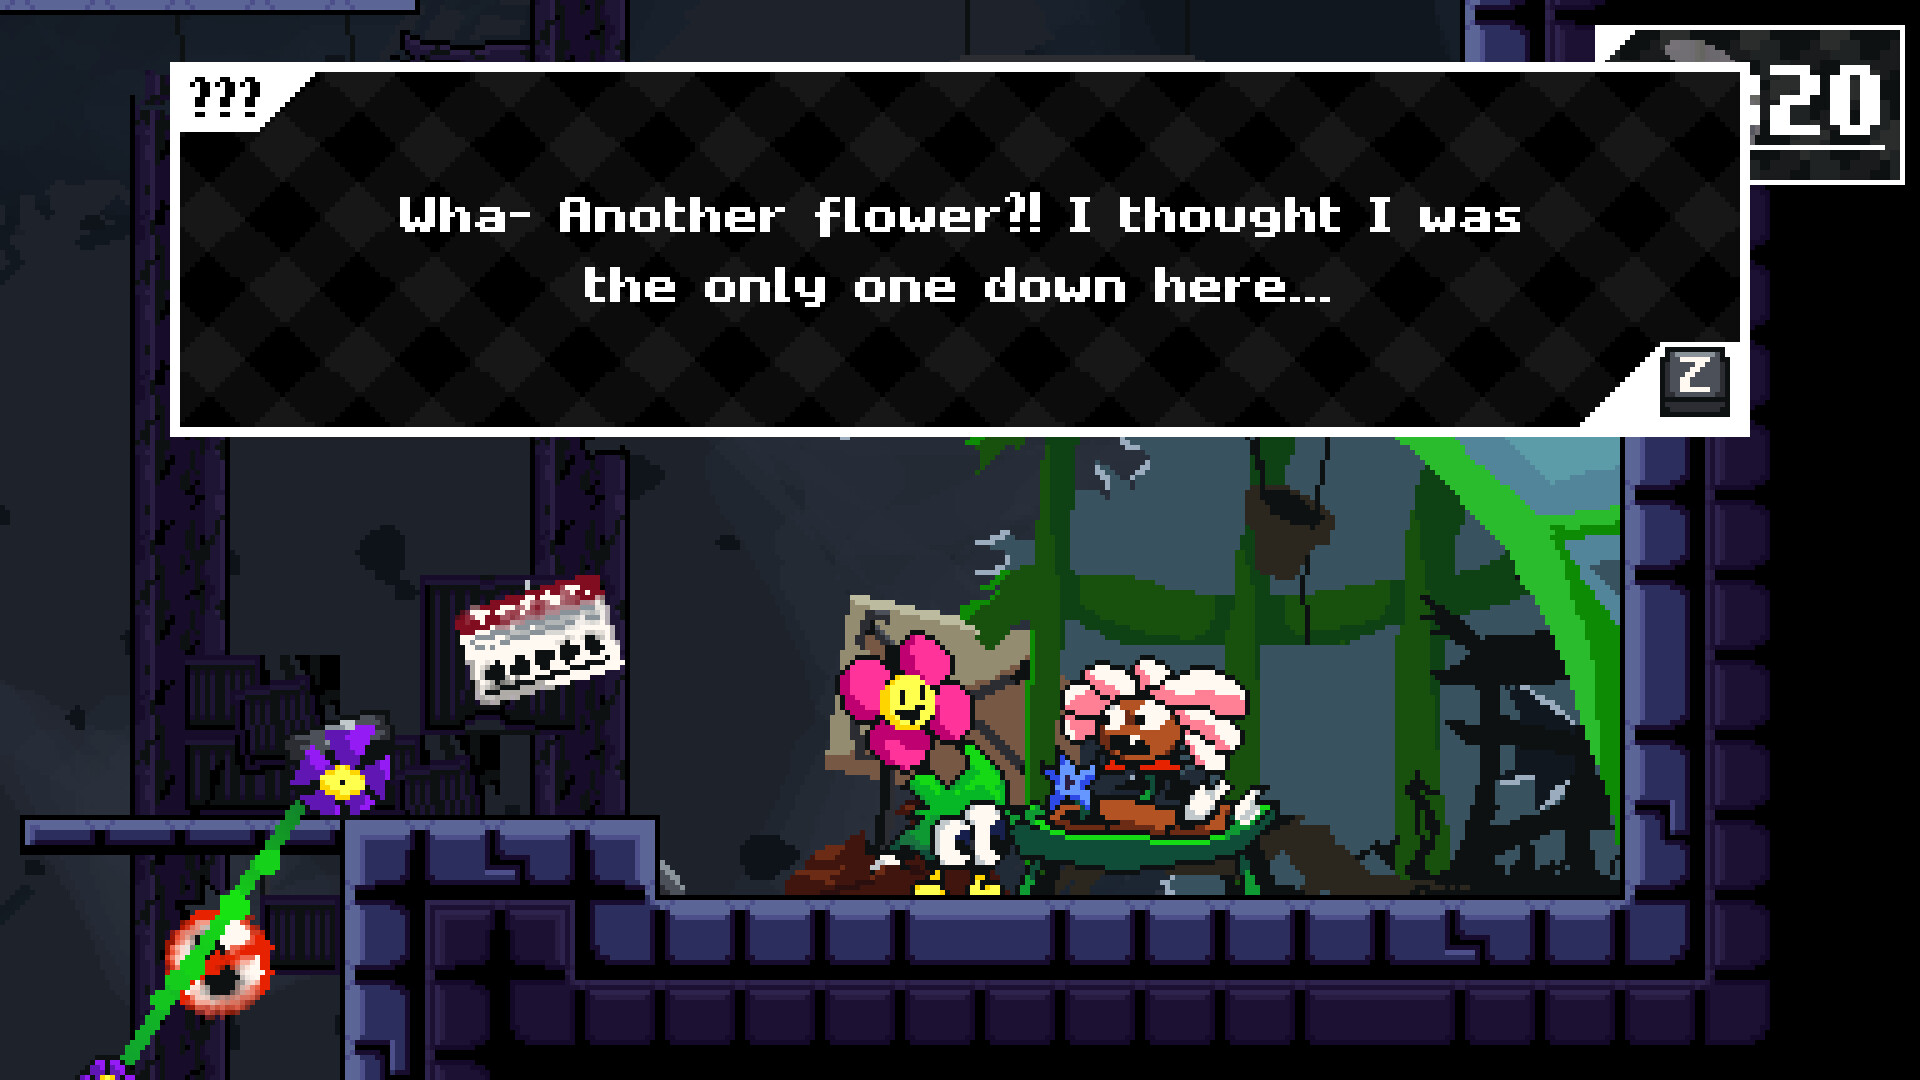 ???
20
Wha- Another flower?! I thought I was
the only one down here...
Z